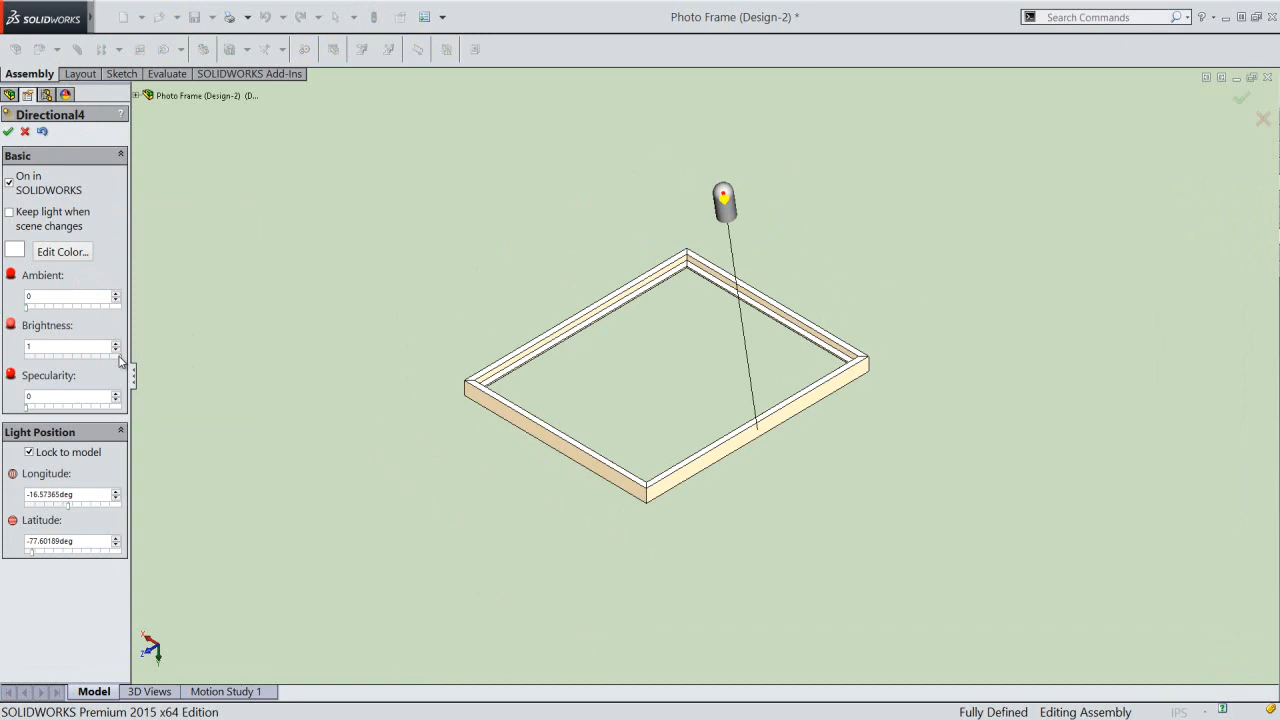 SOLIDWORKS
Photo Frame (Design-2) *
Search Commands
?
Assembly
Layout
Sketch
Evaluate
SOLIDWORKS Add-Ins
Photo Frame (Design-2) (D...
Directional4
?
Basic
On in
SOLIDWORKS
Keep light when
scene changes
Edit Color...
Ambient:
0
Brightness:
1
Specularity:
0
Light Position
Lock to model
Longitude:
-16.57365deg
Latitude:
-77.60189deg
X
Z
Y
Model
3D Views
Motion Study 1
SOLIDWORKS Premium 2015 x64 Edition
Fully Defined
Editing Assembly
IPS
?